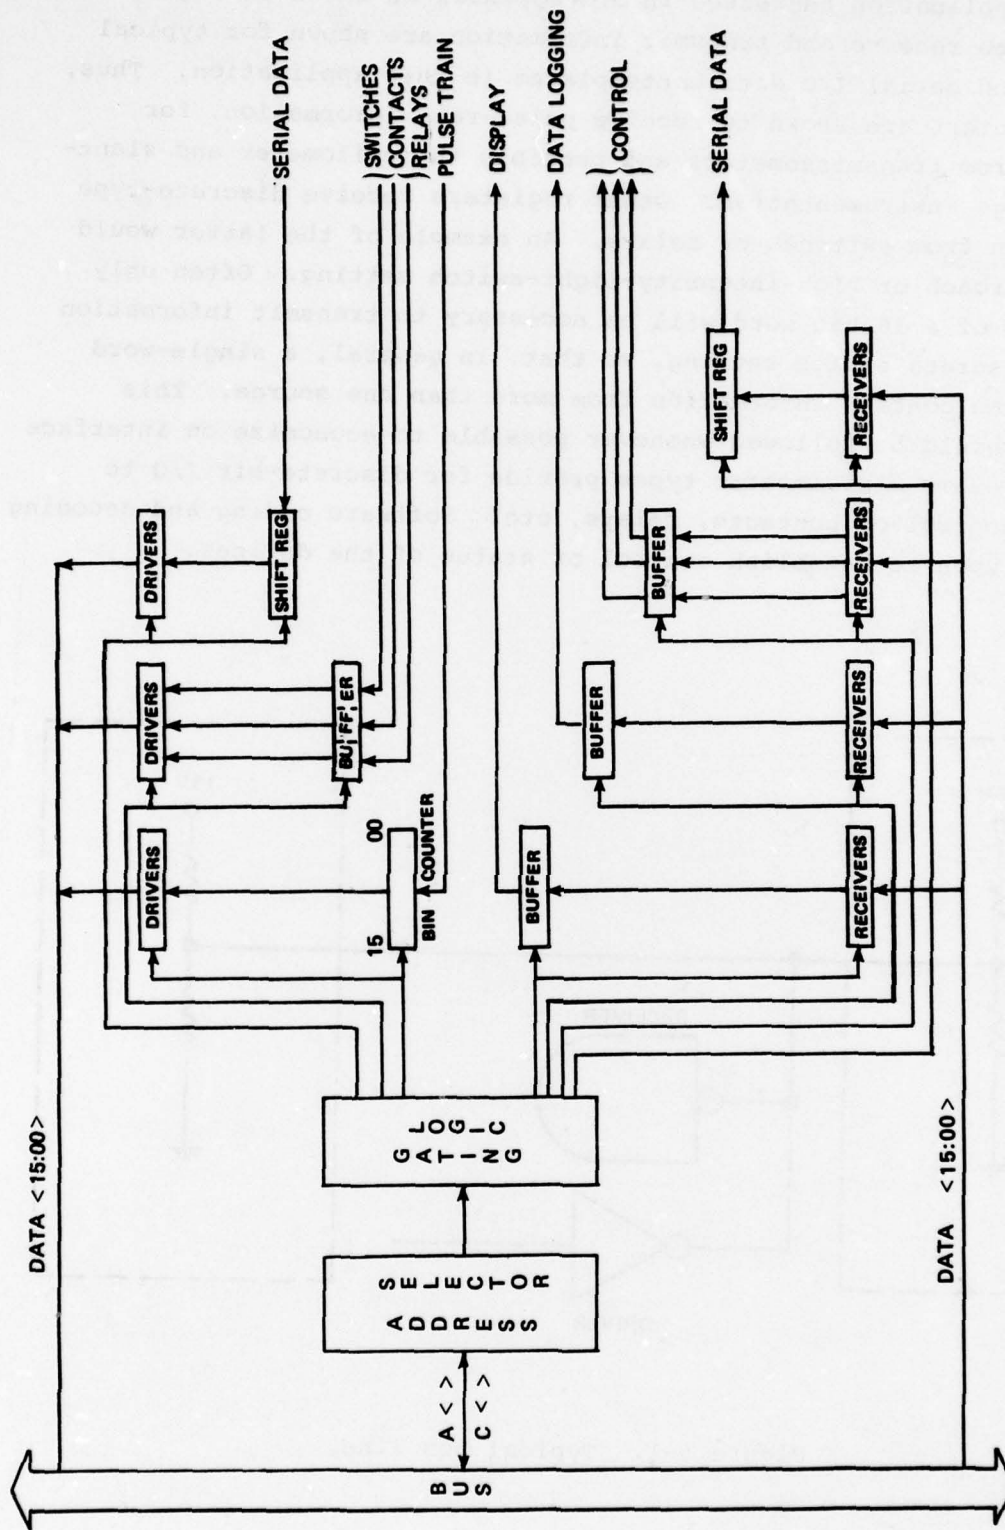 DATA <15:00>
DRIVERS
DRIVERS
DRIVERS
SHIFT REG
SERIAL DATA
BUFFER
SWITCHES
CONTACTS
RELAYS
15
00
BIN COUNTER
PULSE TRAIN
BUS
A < >
C < >
ADDRESS
SELECTOR
GATING
LOGIC
DISPLAY
BUFFER
DATA LOGGING
BUFFER
CONTROL
BUFFER
SERIAL DATA
SHIFT REG
RECEIVERS
RECEIVERS
RECEIVERS
RECEIVERS
DATA <15:00>